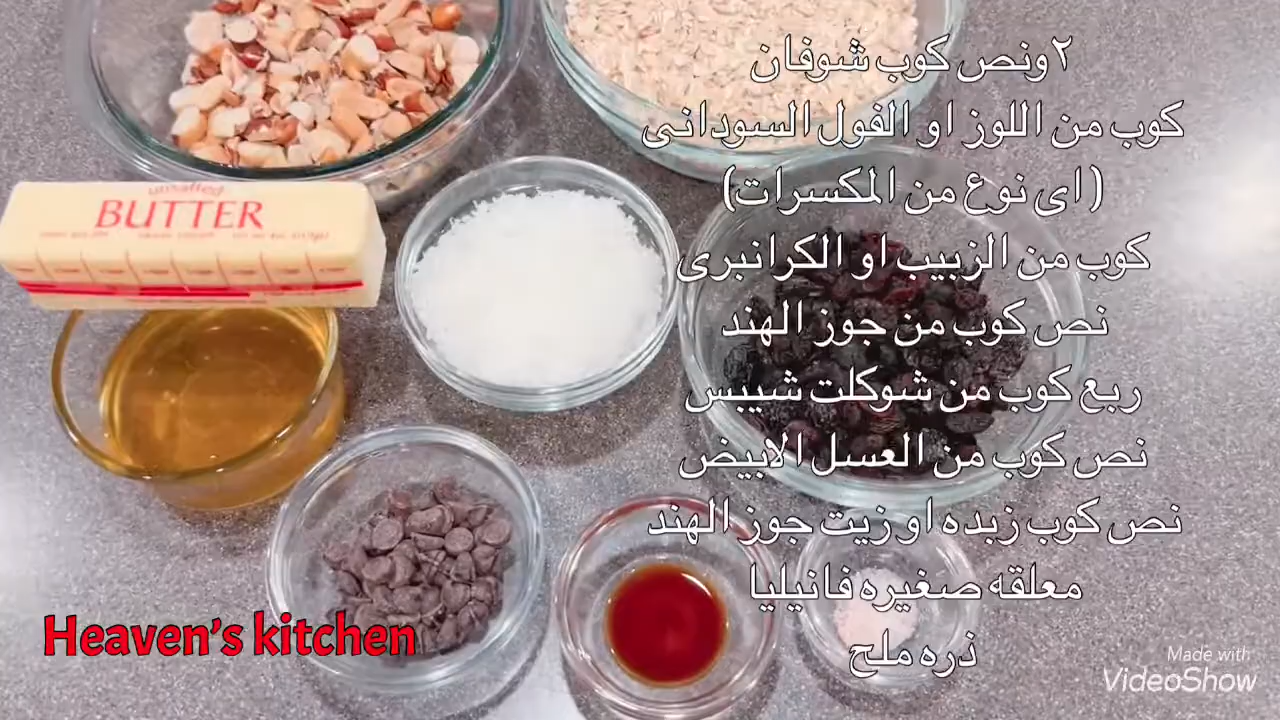 ٢ونص كوب شوفان
كوب من اللوز او الفول السودانى
(اى نوع من المكسرات)
كوب من الزبيب او الكرانبرى
نص كوب من جوز الهند
ربع كوب من شوكلت شيبس
نص كوب من العسل الابيض
نص كوب زبده او زيت جوز الهند
معلقه صغيره فانيليا
ذره ملح
unsalted
BUTTER
Heaven's kitchen
Made with
VideoShow